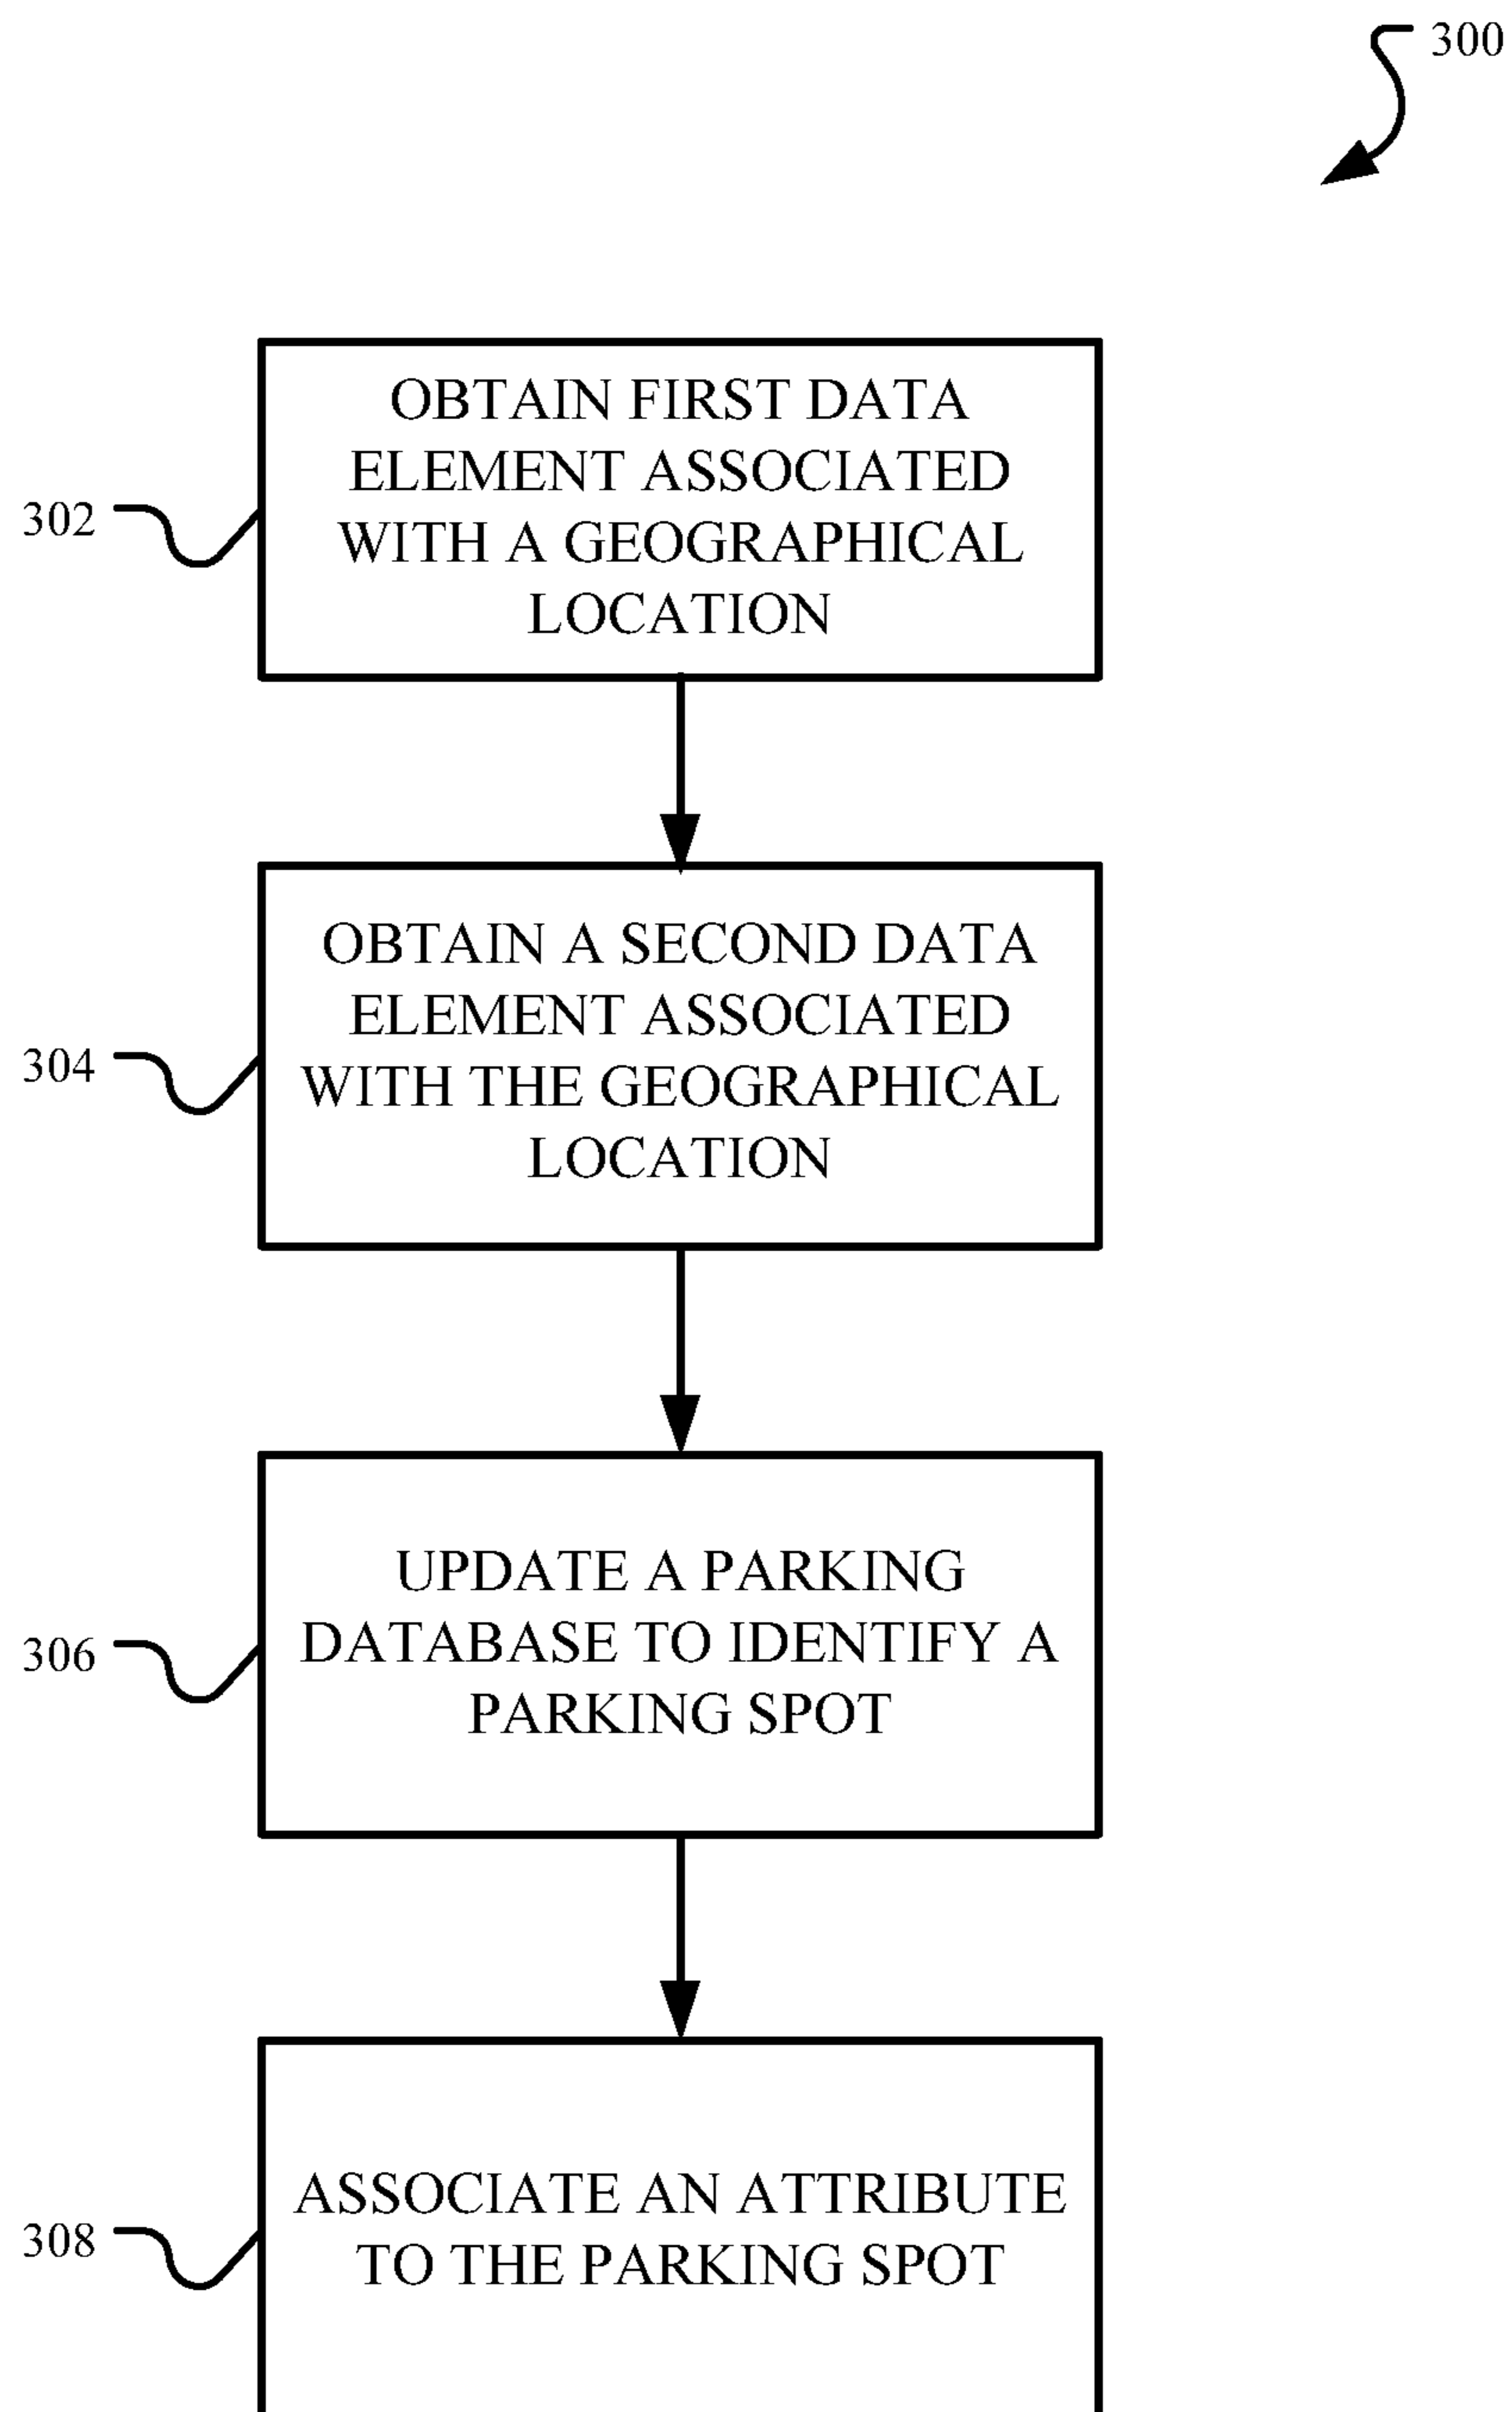 300
OBTAIN FIRST DATA
ELEMENT ASSOCIATED
WITH A GEOGRAPHICAL
LOCATION
302
OBTAIN A SECOND DATA
ELEMENT ASSOCIATED
WITH THE GEOGRAPHICAL
LOCATION
304
UPDATE A PARKING
DATABASE TO IDENTIFY A
PARKING SPOT
306
ASSOCIATE AN ATTRIBUTE
TO THE PARKING SPOT
308